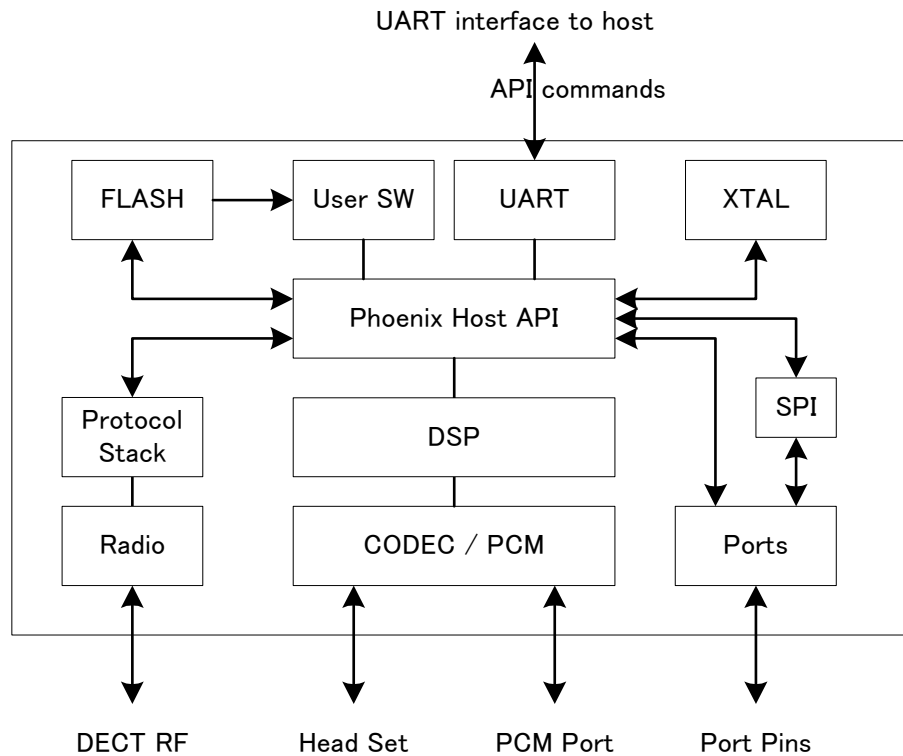 UART interface to host
API commands
FLASH
User SW
UART
XTAL
Phoenix Host API
SPI
Protocol
Stack
DSP
Radio
CODEC / PCM
Ports
DECT RF
Head Set
PCM Port
Port Pins